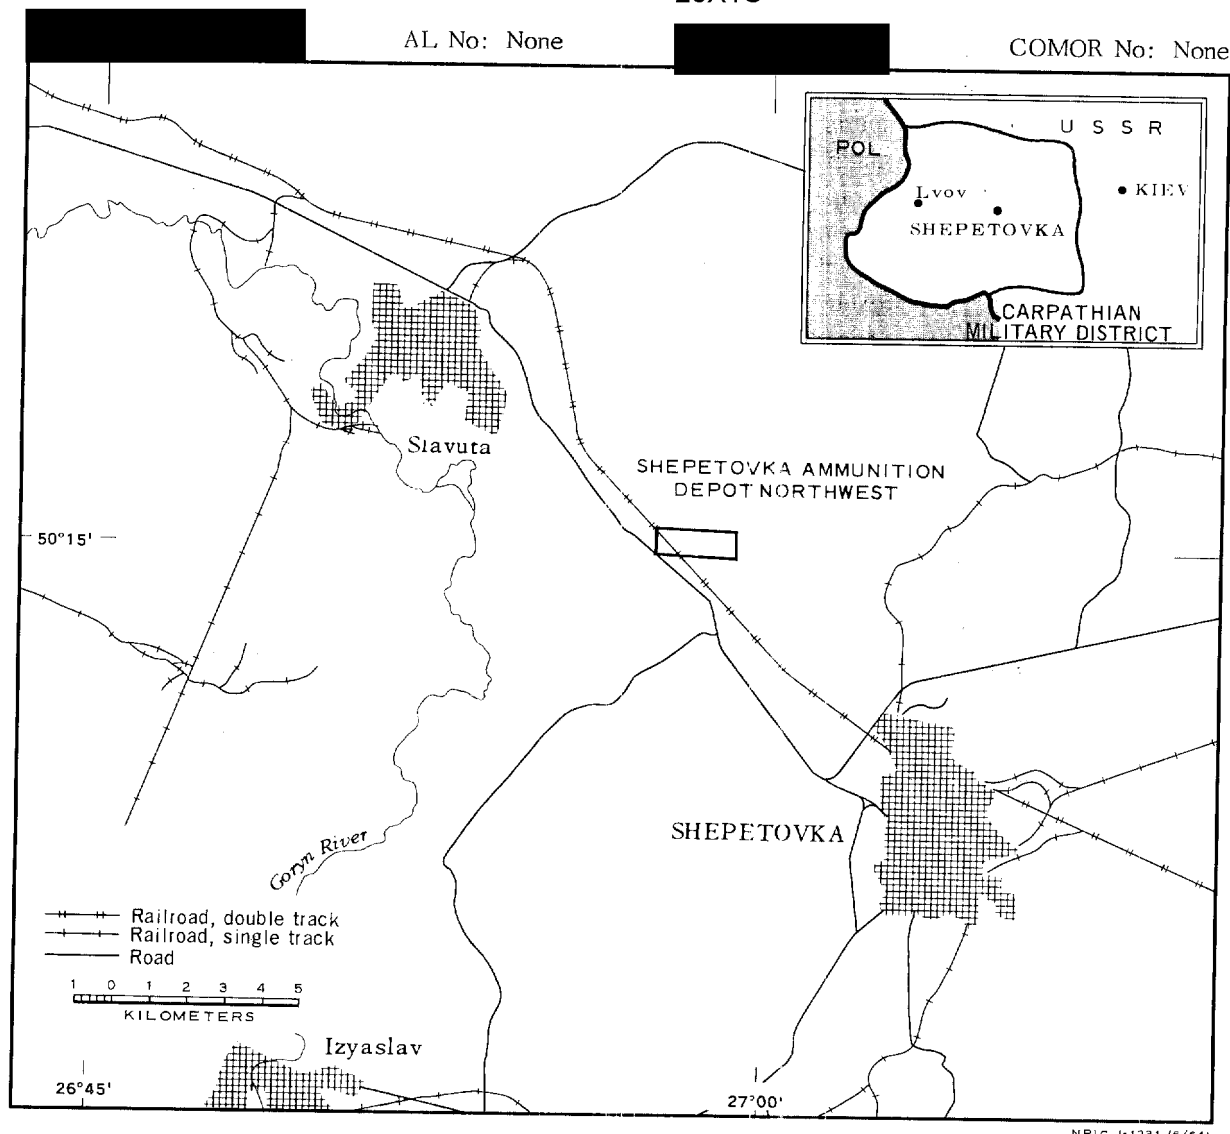 AL No: None
COMOR No: None
U S S R
POL
Lvov
KIEV
SHEPETOVKA
CARPATHIAN
MILITARY DISTRICT
Slavuta
SHEPETOVKA AMMUNITION
DEPOT NORTHWEST
50°15'
SHEPETOVKA
Goryn River
Railroad, double track
Railroad, single track
Road
1 0 1 2 3 4 5
KILOMETERS
Izyaslav
26°45'
27°00'